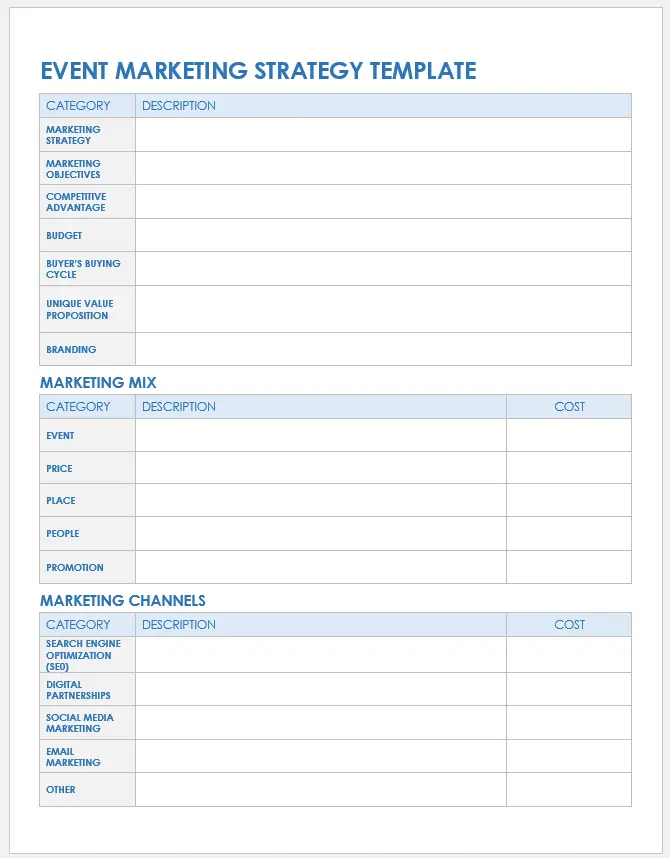 EVENT MARKETING STRATEGY TEMPLATE
CATEGORY DESCRIPTION
MARKETING
STRATEGY
MARKETING
OBJECTIVES
COMPETITIVE
ADVANTAGE
BUDGET
BUYER'S BUYING
CYCLE
UNIQUE VALUE
PROPOSITION
BRANDING
MARKETING MIX
CATEGORY DESCRIPTION COST
EVENT
PRICE
PLACE
PEOPLE
PROMOTION
MARKETING CHANNELS
CATEGORY DESCRIPTION COST
SEARCH ENGINE
OPTIMIZATION
(SE0)
DIGITAL
PARTNERSHIPS
SOCIAL MEDIA
MARKETING
EMAIL
MARKETING
OTHER